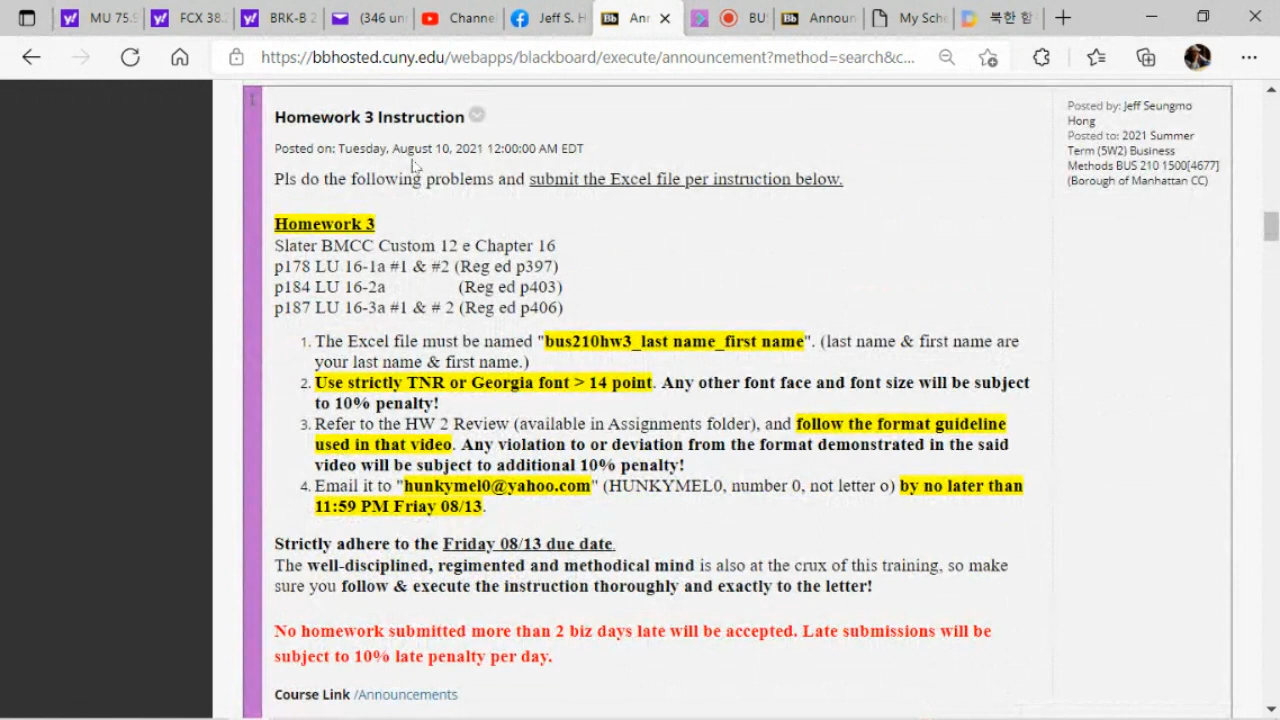 MU 75.
FCX 38.
BRK-B 2
(346 un
Channe
Jeff S. H
Ann
BU
Announ
My Sch
북한 함
https://bbhosted.cuny.edu/webapps/blackboard/execute/announcement?method=search&c...
1
Homework 3 Instruction
Posted on: Tuesday, August 10, 2021 12:00:00 AM EDT
Pls do the following problems and submit the Excel file per instruction below.
Homework 3
Slater BMCC Custom 12 e Chapter 16
p178 LU 16-1a #1 & #2 (Reg ed p397)
p184 LU 16-2a (Reg ed p403)
p187 LU 16-3a #1 & # 2 (Reg ed p406)
1. The Excel file must be named "bus210hw3_last name_first name". (last name & first name are
your last name & first name.)
2. Use strictly TNR or Georgia font > 14 point. Any other font face and font size will be subject
to 10% penalty!
3. Refer to the HW 2 Review (available in Assignments folder), and follow the format guideline
used in that video. Any violation to or deviation from the format demonstrated in the said
video will be subject to additional 10% penalty!
4. Email it to "hunkymel0@yahoo.com" (HUNKYMEL0, number 0, not letter o) by no later than
11:59 PM Friay 08/13.
Strictly adhere to the Friday 08/13 due date.
The well-disciplined, regimented and methodical mind is also at the crux of this training, so make
sure you follow & execute the instruction thoroughly and exactly to the letter!
No homework submitted more than 2 biz days late will be accepted. Late submissions will be
subject to 10% late penalty per day.
Course Link /Announcements
Posted by: Jeff Seungmo
Hong
Posted to: 2021 Summer
Term (5W2) Business
Methods BUS 210 1500[4677]
(Borough of Manhattan CC)